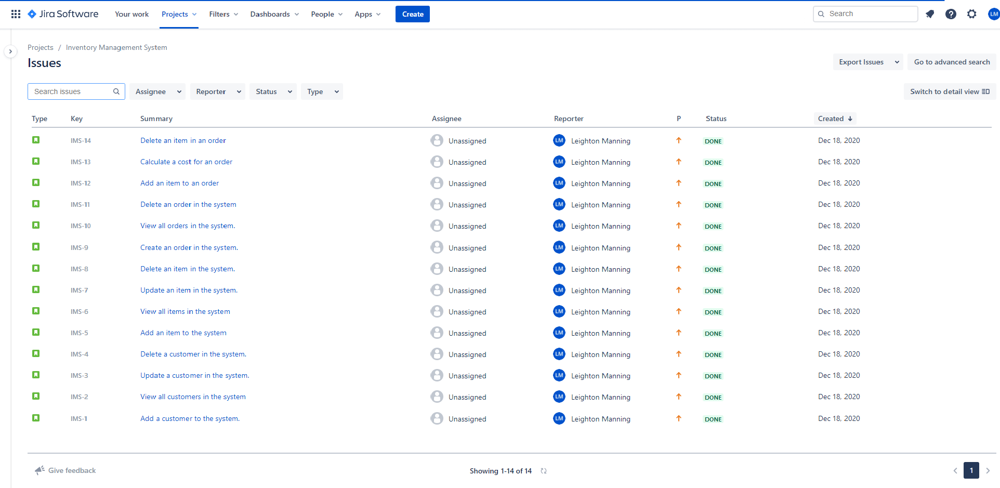 Jira Software Your work Projects Filters Dashboards People Apps Create Search LM
Projects / Inventory Management System
Issues
Export Issues Go to advanced search
Search issues Assignee Reporter Status Type Switch to detail view
Type Key Summary Assignee Reporter P Status Created
IMS-14 Delete an item in an order Unassigned LM Leighton Manning DONE Dec 18, 2020
IMS-13 Calculate a cost for an order Unassigned LM Leighton Manning DONE Dec 18, 2020
IMS-12 Add an item to an order Unassigned LM Leighton Manning DONE Dec 18, 2020
IMS-11 Delete an order in the system Unassigned LM Leighton Manning DONE Dec 18, 2020
IMS-10 View all orders in the system. Unassigned LM Leighton Manning DONE Dec 18, 2020
IMS-9 Create an order in the system. Unassigned LM Leighton Manning DONE Dec 18, 2020
IMS-8 Delete an item in the system. Unassigned LM Leighton Manning DONE Dec 18, 2020
IMS-7 Update an item in the system. Unassigned LM Leighton Manning DONE Dec 18, 2020
IMS-6 View all items in the system Unassigned LM Leighton Manning DONE Dec 18, 2020
IMS-5 Add an item to the system Unassigned LM Leighton Manning DONE Dec 18, 2020
IMS-4 Delete a customer in the system. Unassigned LM Leighton Manning DONE Dec 18, 2020
IMS-3 Update a customer in the system. Unassigned LM Leighton Manning DONE Dec 18, 2020
IMS-2 View all customers in the system Unassigned LM Leighton Manning DONE Dec 18, 2020
IMS-1 Add a customer to the system. Unassigned LM Leighton Manning DONE Dec 18, 2020
Give feedback Showing 1-14 of 14 1